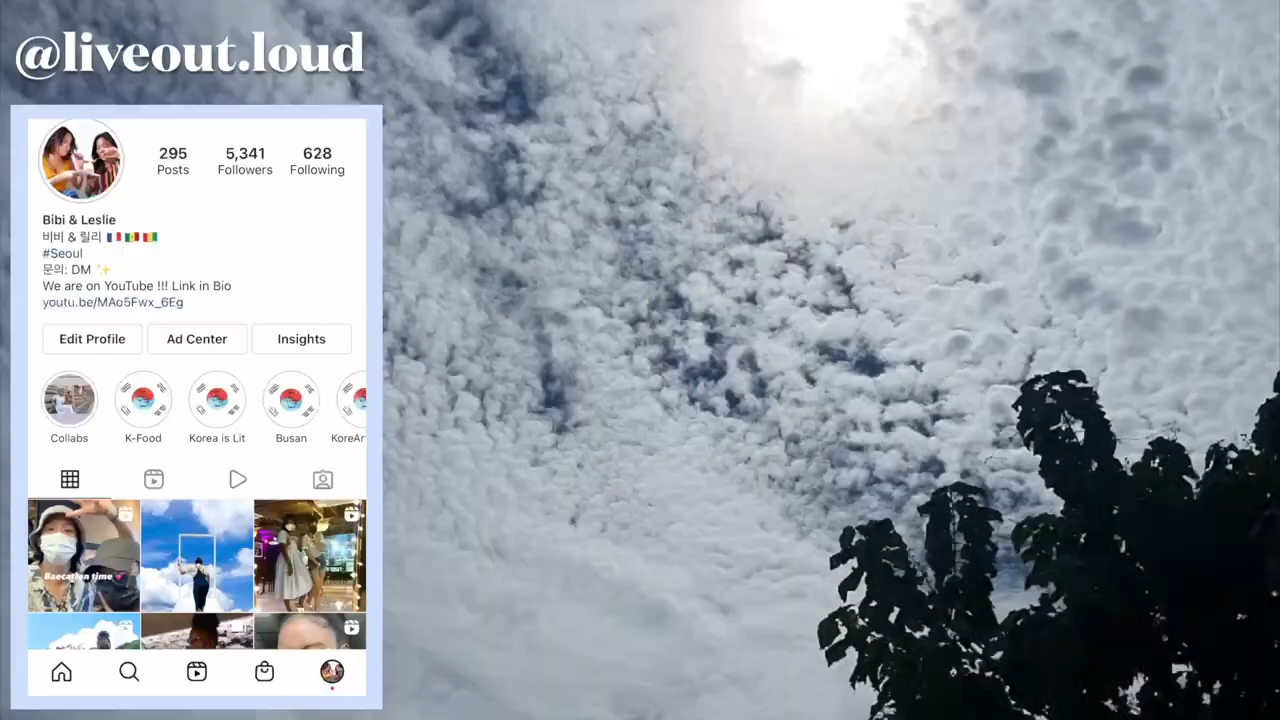 @liveout.loud
295 5,341 628
Posts Followers Following
Bibi & Leslie
비비 & 릴리 🇫🇷 🇸🇳 🇬🇳
#Seoul
문의: DM ✨
We are on YouTube !!! Link in Bio
youtu.be/MAo5Fwx_6Eg
Edit Profile Ad Center Insights
Collabs K-Food Korea is Lit Busan KoreAr
Baecation time 💗